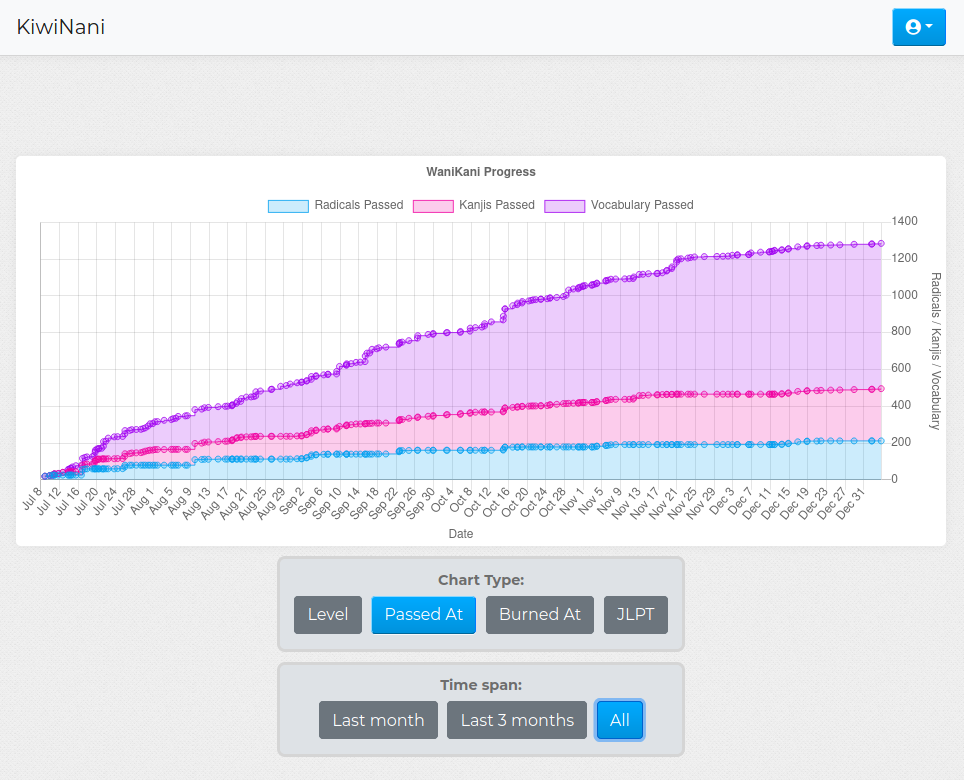 KiwiNani
WaniKani Progress
Radicals Passed Kanjis Passed Vocabulary Passed
1400
1200
1000
800
600
400
200
0
Radicals / Kanjis / Vocabulary
Jul 8 Jul 12 Jul 16 Jul 20 Jul 24 Jul 28 Aug 1 Aug 5 Aug 9 Aug 13 Aug 17 Aug 21 Aug 25 Aug 29 Sep 2 Sep 6 Sep 10 Sep 14 Sep 18 Sep 22 Sep 26 Sep 30 Oct 4 Oct 8 Oct 12 Oct 16 Oct 20 Oct 24 Oct 28 Nov 1 Nov 5 Nov 9 Nov 13 Nov 17 Nov 21 Nov 25 Nov 29 Dec 3 Dec 7 Dec 11 Dec 15 Dec 19 Dec 23 Dec 27 Dec 31
Date
Chart Type:
Level Passed At Burned At JLPT
Time span:
Last month Last 3 months All